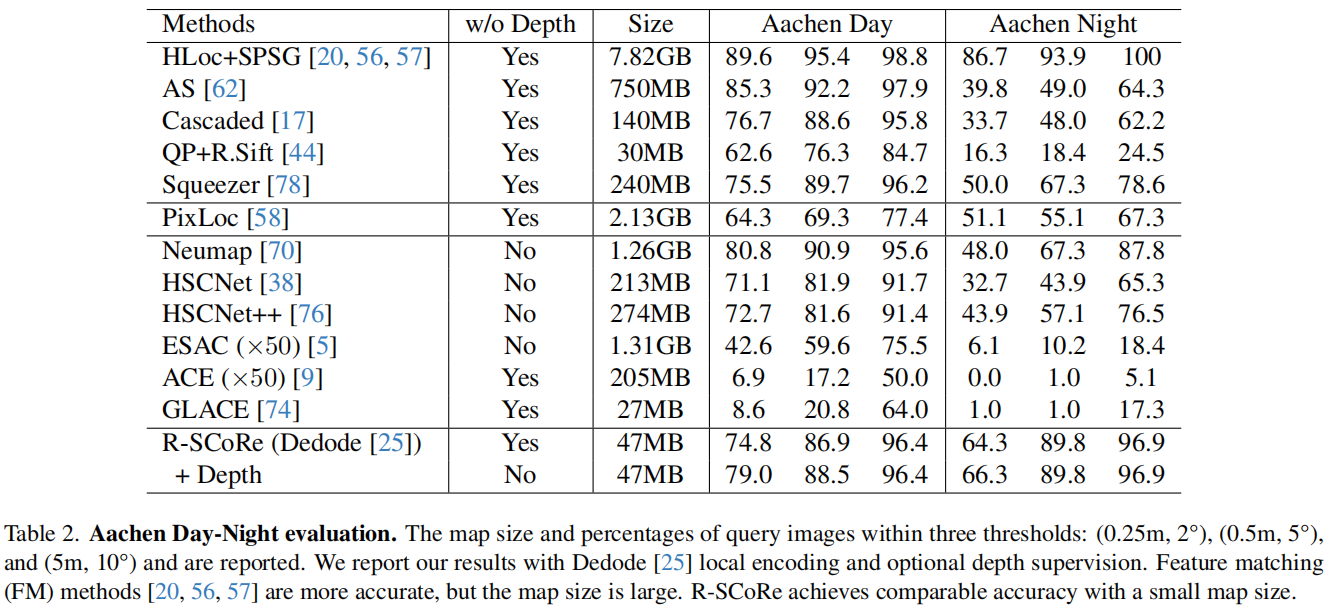 Methods w/o Depth Size Aachen Day Aachen Night
HLoc+SPSG [20, 56, 57] Yes 7.82GB 89.6 95.4 98.8 86.7 93.9 100
AS [62] Yes 750MB 85.3 92.2 97.9 39.8 49.0 64.3
Cascaded [17] Yes 140MB 76.7 88.6 95.8 33.7 48.0 62.2
QP+R.Sift [44] Yes 30MB 62.6 76.3 84.7 16.3 18.4 24.5
Squeezer [78] Yes 240MB 75.5 89.7 96.2 50.0 67.3 78.6
PixLoc [58] Yes 2.13GB 64.3 69.3 77.4 51.1 55.1 67.3
Neumap [70] No 1.26GB 80.8 90.9 95.6 48.0 67.3 87.8
HSCNet [38] No 213MB 71.1 81.9 91.7 32.7 43.9 65.3
HSCNet++ [76] No 274MB 72.7 81.6 91.4 43.9 57.1 76.5
ESAC (×50) [5] No 1.31GB 42.6 59.6 75.5 6.1 10.2 18.4
ACE (×50) [9] Yes 205MB 6.9 17.2 50.0 0.0 1.0 5.1
GLACE [74] Yes 27MB 8.6 20.8 64.0 1.0 1.0 17.3
R-SCoRe (Dedode [25]) Yes 47MB 74.8 86.9 96.4 64.3 89.8 96.9
+ Depth No 47MB 79.0 88.5 96.4 66.3 89.8 96.9
Table 2. Aachen Day-Night evaluation. The map size and percentages of query images within three thresholds: (0.25m, 2°), (0.5m, 5°),
and (5m, 10°) and are reported. We report our results with Dedode [25] local encoding and optional depth supervision. Feature matching
(FM) methods [20, 56, 57] are more accurate, but the map size is large. R-SCoRe achieves comparable accuracy with a small map size.